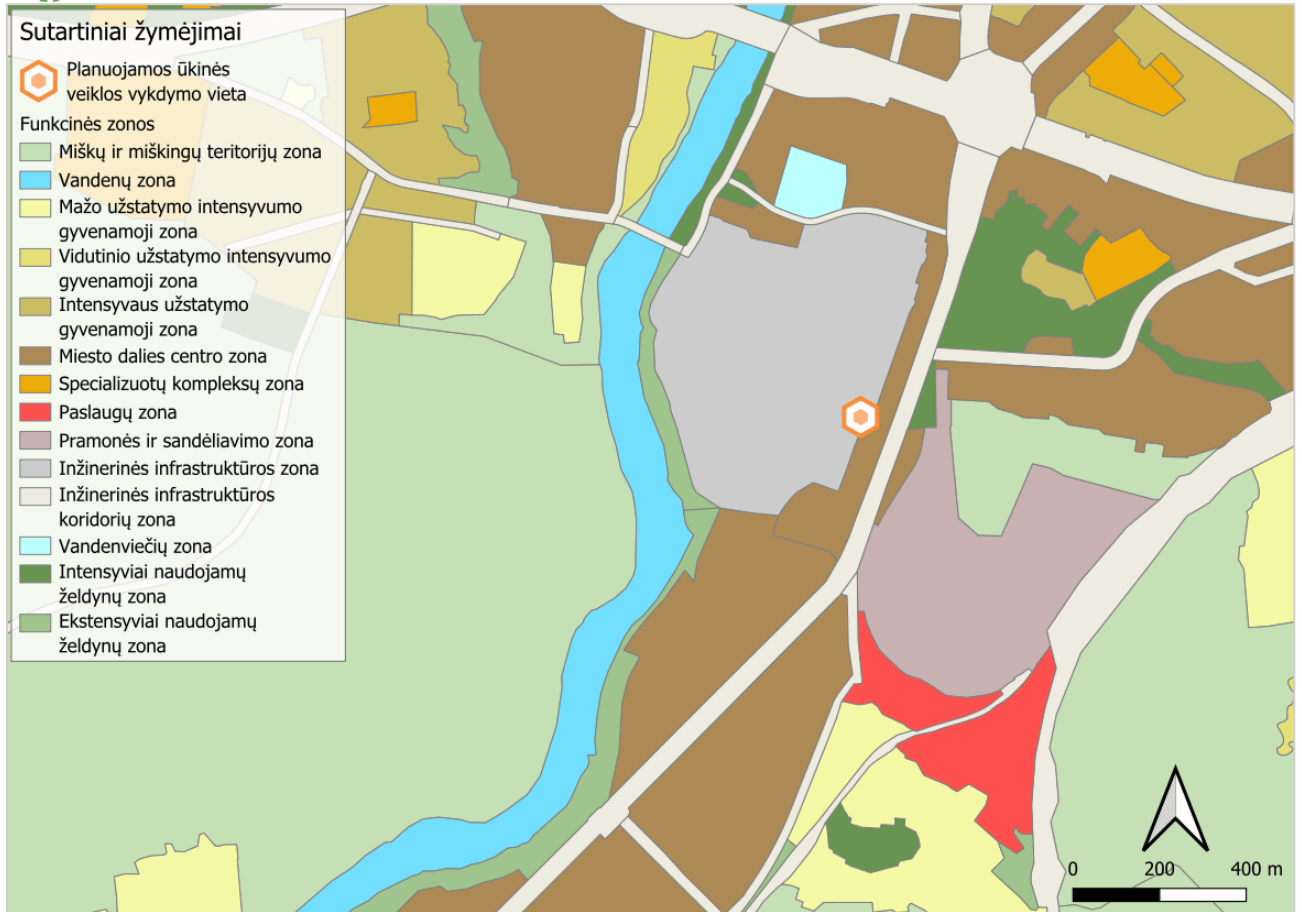 Sutartiniai žymėjimai
Planuojamos ūkinės
veiklos vykdymo vieta
Funkcinės zonos
Miškų ir miškingų teritorijų zona
Vandenų zona
Mažo užstatymo intensyvumo
gyvenamoji zona
Vidutinio užstatymo intensyvumo
gyvenamoji zona
Intensyvaus užstatymo
gyvenamoji zona
Miesto dalies centro zona
Specializuotų kompleksų zona
Paslaugų zona
Pramonės ir sandėliavimo zona
Inžinerinės infrastruktūros zona
Inžinerinės infrastruktūros
koridorių zona
Vandenviečių zona
Intensyviai naudojamų
želdynų zona
Ekstensyviai naudojamų
želdynų zona
0 200 400 m